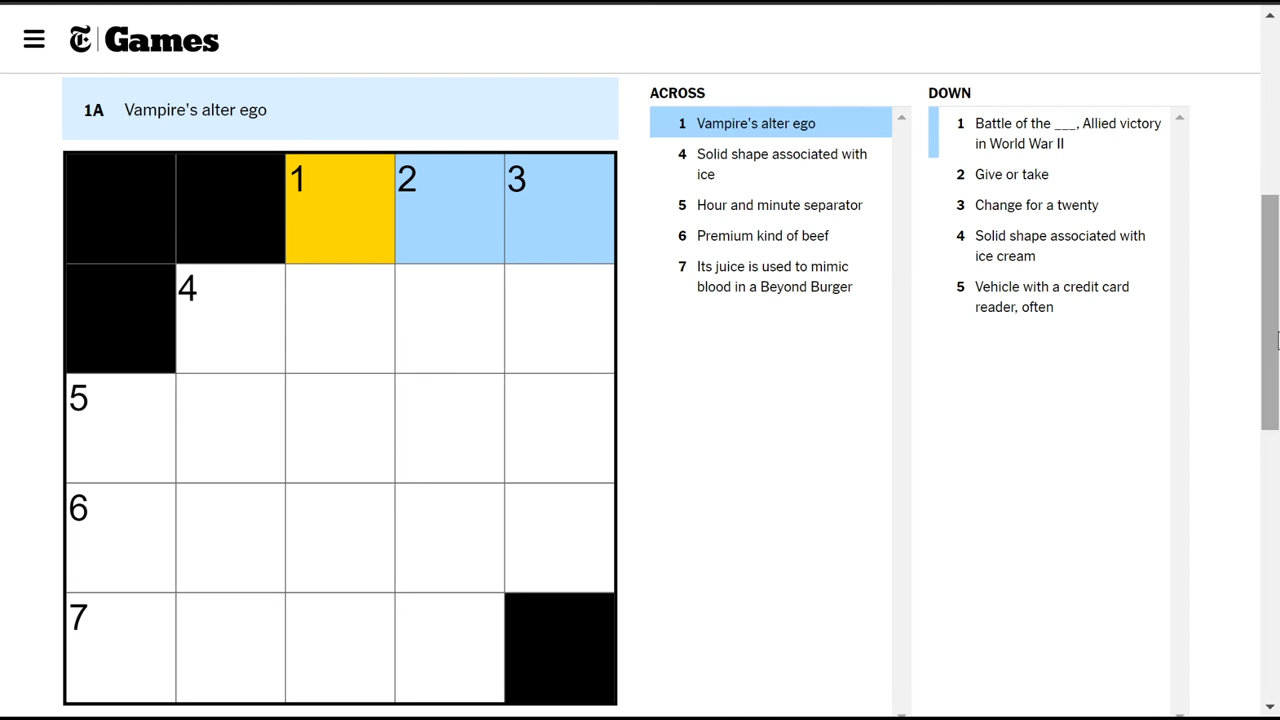 Games
1A Vampire's alter ego
1 2 3
4
5
6
7
ACROSS
1 Vampire's alter ego
4 Solid shape associated with
ice
5 Hour and minute separator
6 Premium kind of beef
7 Its juice is used to mimic
blood in a Beyond Burger
DOWN
1 Battle of the ___, Allied victory
in World War II
2 Give or take
3 Change for a twenty
4 Solid shape associated with
ice cream
5 Vehicle with a credit card
reader, often